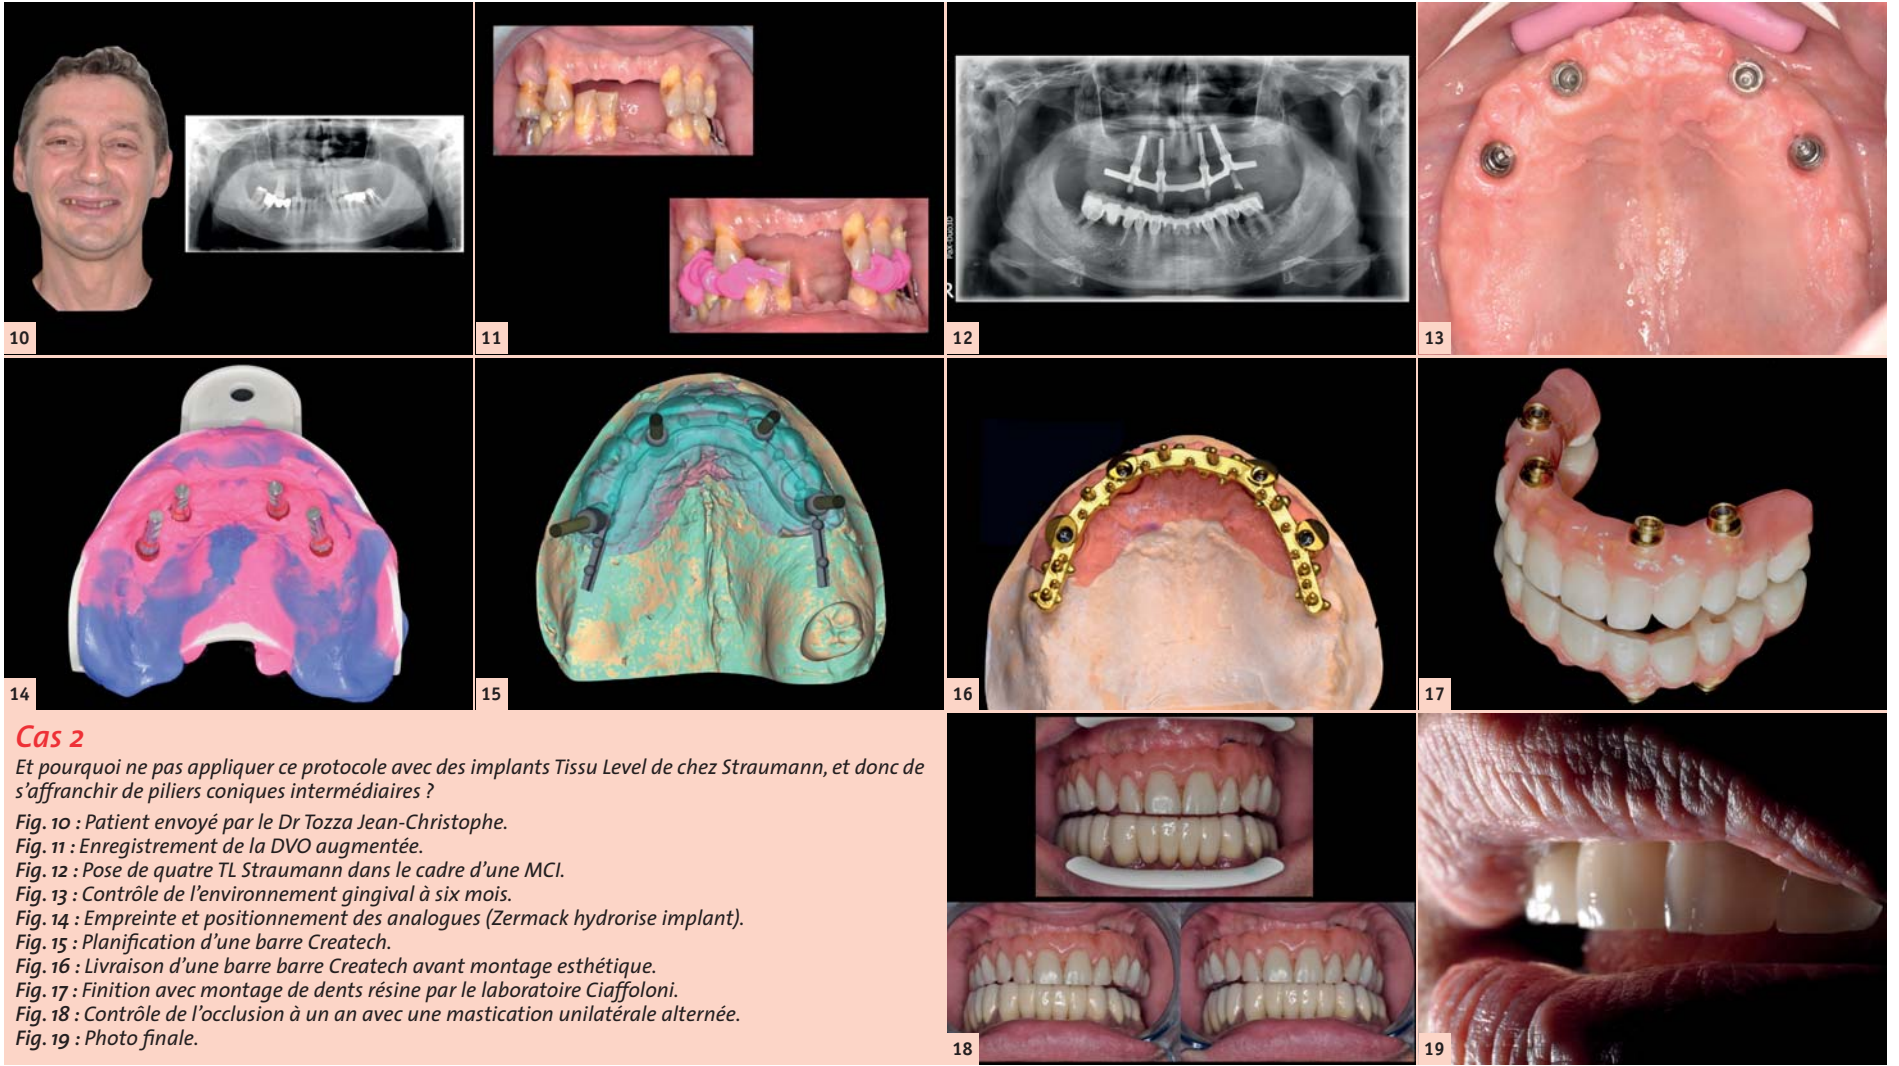 10
11
12
13
14
15
16
17
Cas 2
Et pourquoi ne pas appliquer ce protocole avec des implants Tissu Level de chez Straumann, et donc de
s’affranchir de piliers coniques intermédiaires ?
Fig. 10 : Patient envoyé par le Dr Tozza Jean-Christophe.
Fig. 11 : Enregistrement de la DVO augmentée.
Fig. 12 : Pose de quatre TL Straumann dans le cadre d’une MCI.
Fig. 13 : Contrôle de l’environnement gingival à six mois.
Fig. 14 : Empreinte et positionnement des analogues (Zermack hydrorise implant).
Fig. 15 : Planification d’une barre Createch.
Fig. 16 : Livraison d’une barre barre Createch avant montage esthétique.
Fig. 17 : Finition avec montage de dents résine par le laboratoire Ciaffoloni.
Fig. 18 : Contrôle de l’occlusion à un an avec une mastication unilatérale alternée.
Fig. 19 : Photo finale.
18
19